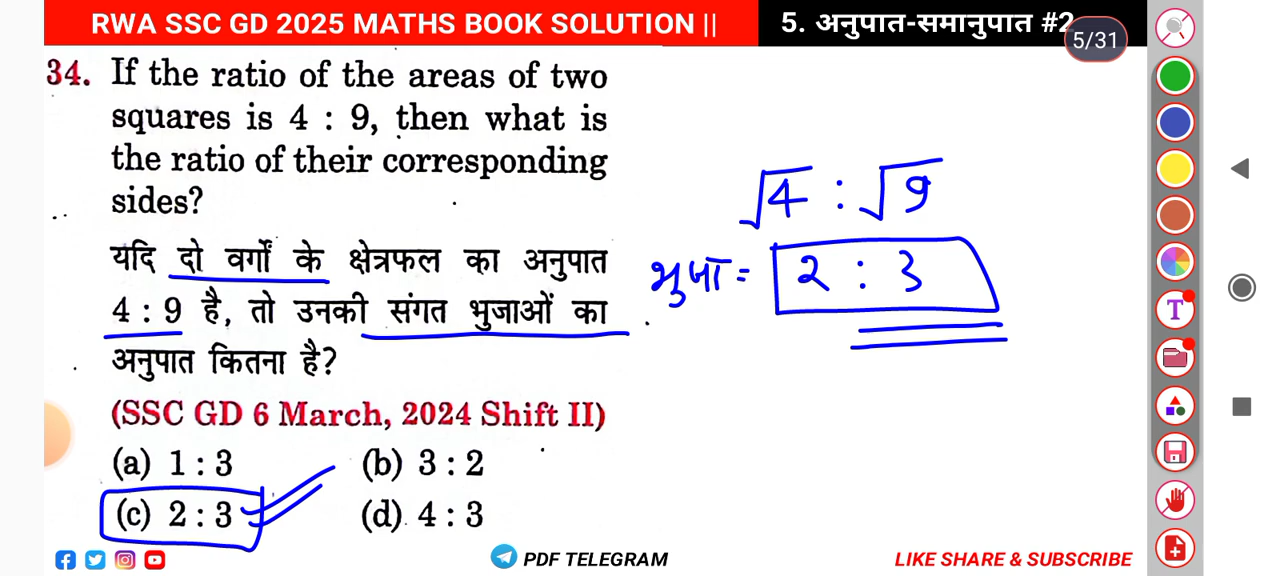 RWA SSC GD 2025 MATHS BOOK SOLUTION ||
5. अनुपात-समानुपात #2
5/31
34. If the ratio of the areas of two
squares is 4 : 9, then what is
the ratio of their corresponding
sides?
यदि दो वर्गों के क्षेत्रफल का अनुपात
4 : 9 है, तो उनकी संगत भुजाओं का
अनुपात कितना है?
(SSC GD 6 March, 2024 Shift II)
(a) 1 : 3
(b) 3 : 2
(c) 2 : 3
(d) 4 : 3
√4 : √9
भुजा = 2 : 3
T
PDF TELEGRAM
LIKE SHARE & SUBSCRIBE